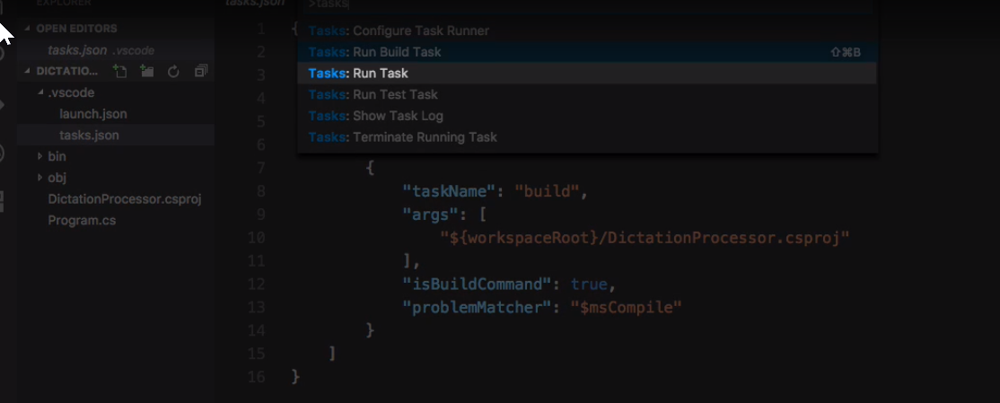 EXPLORER
OPEN EDITORS
tasks.json .vscode
DICTATIO...
.vscode
launch.json
tasks.json
bin
obj
DictationProcessor.csproj
Program.cs
tasks.json
>tasks
Tasks: Configure Task Runner
Tasks: Run Build Task ⇧⌘B
Tasks: Run Task
Tasks: Run Test Task
Tasks: Show Task Log
Tasks: Terminate Running Task
1 {
2
3
4
5
6
7 {
8 "taskName": "build",
9 "args": [
10 "${workspaceRoot}/DictationProcessor.csproj"
11 ],
12 "isBuildCommand": true,
13 "problemMatcher": "$msCompile"
14 }
15 ]
16 }